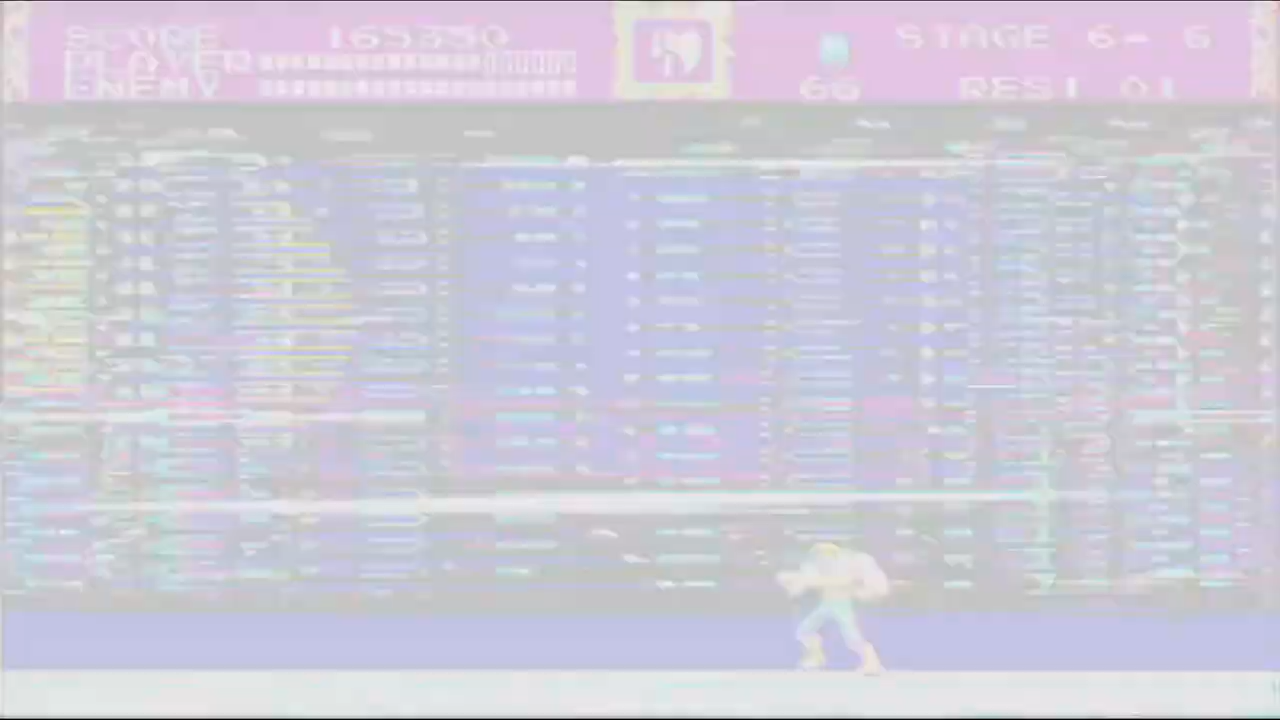 SCORE 165350
PLAYER
ENEMY
66
STAGE 6- 6
REST 01